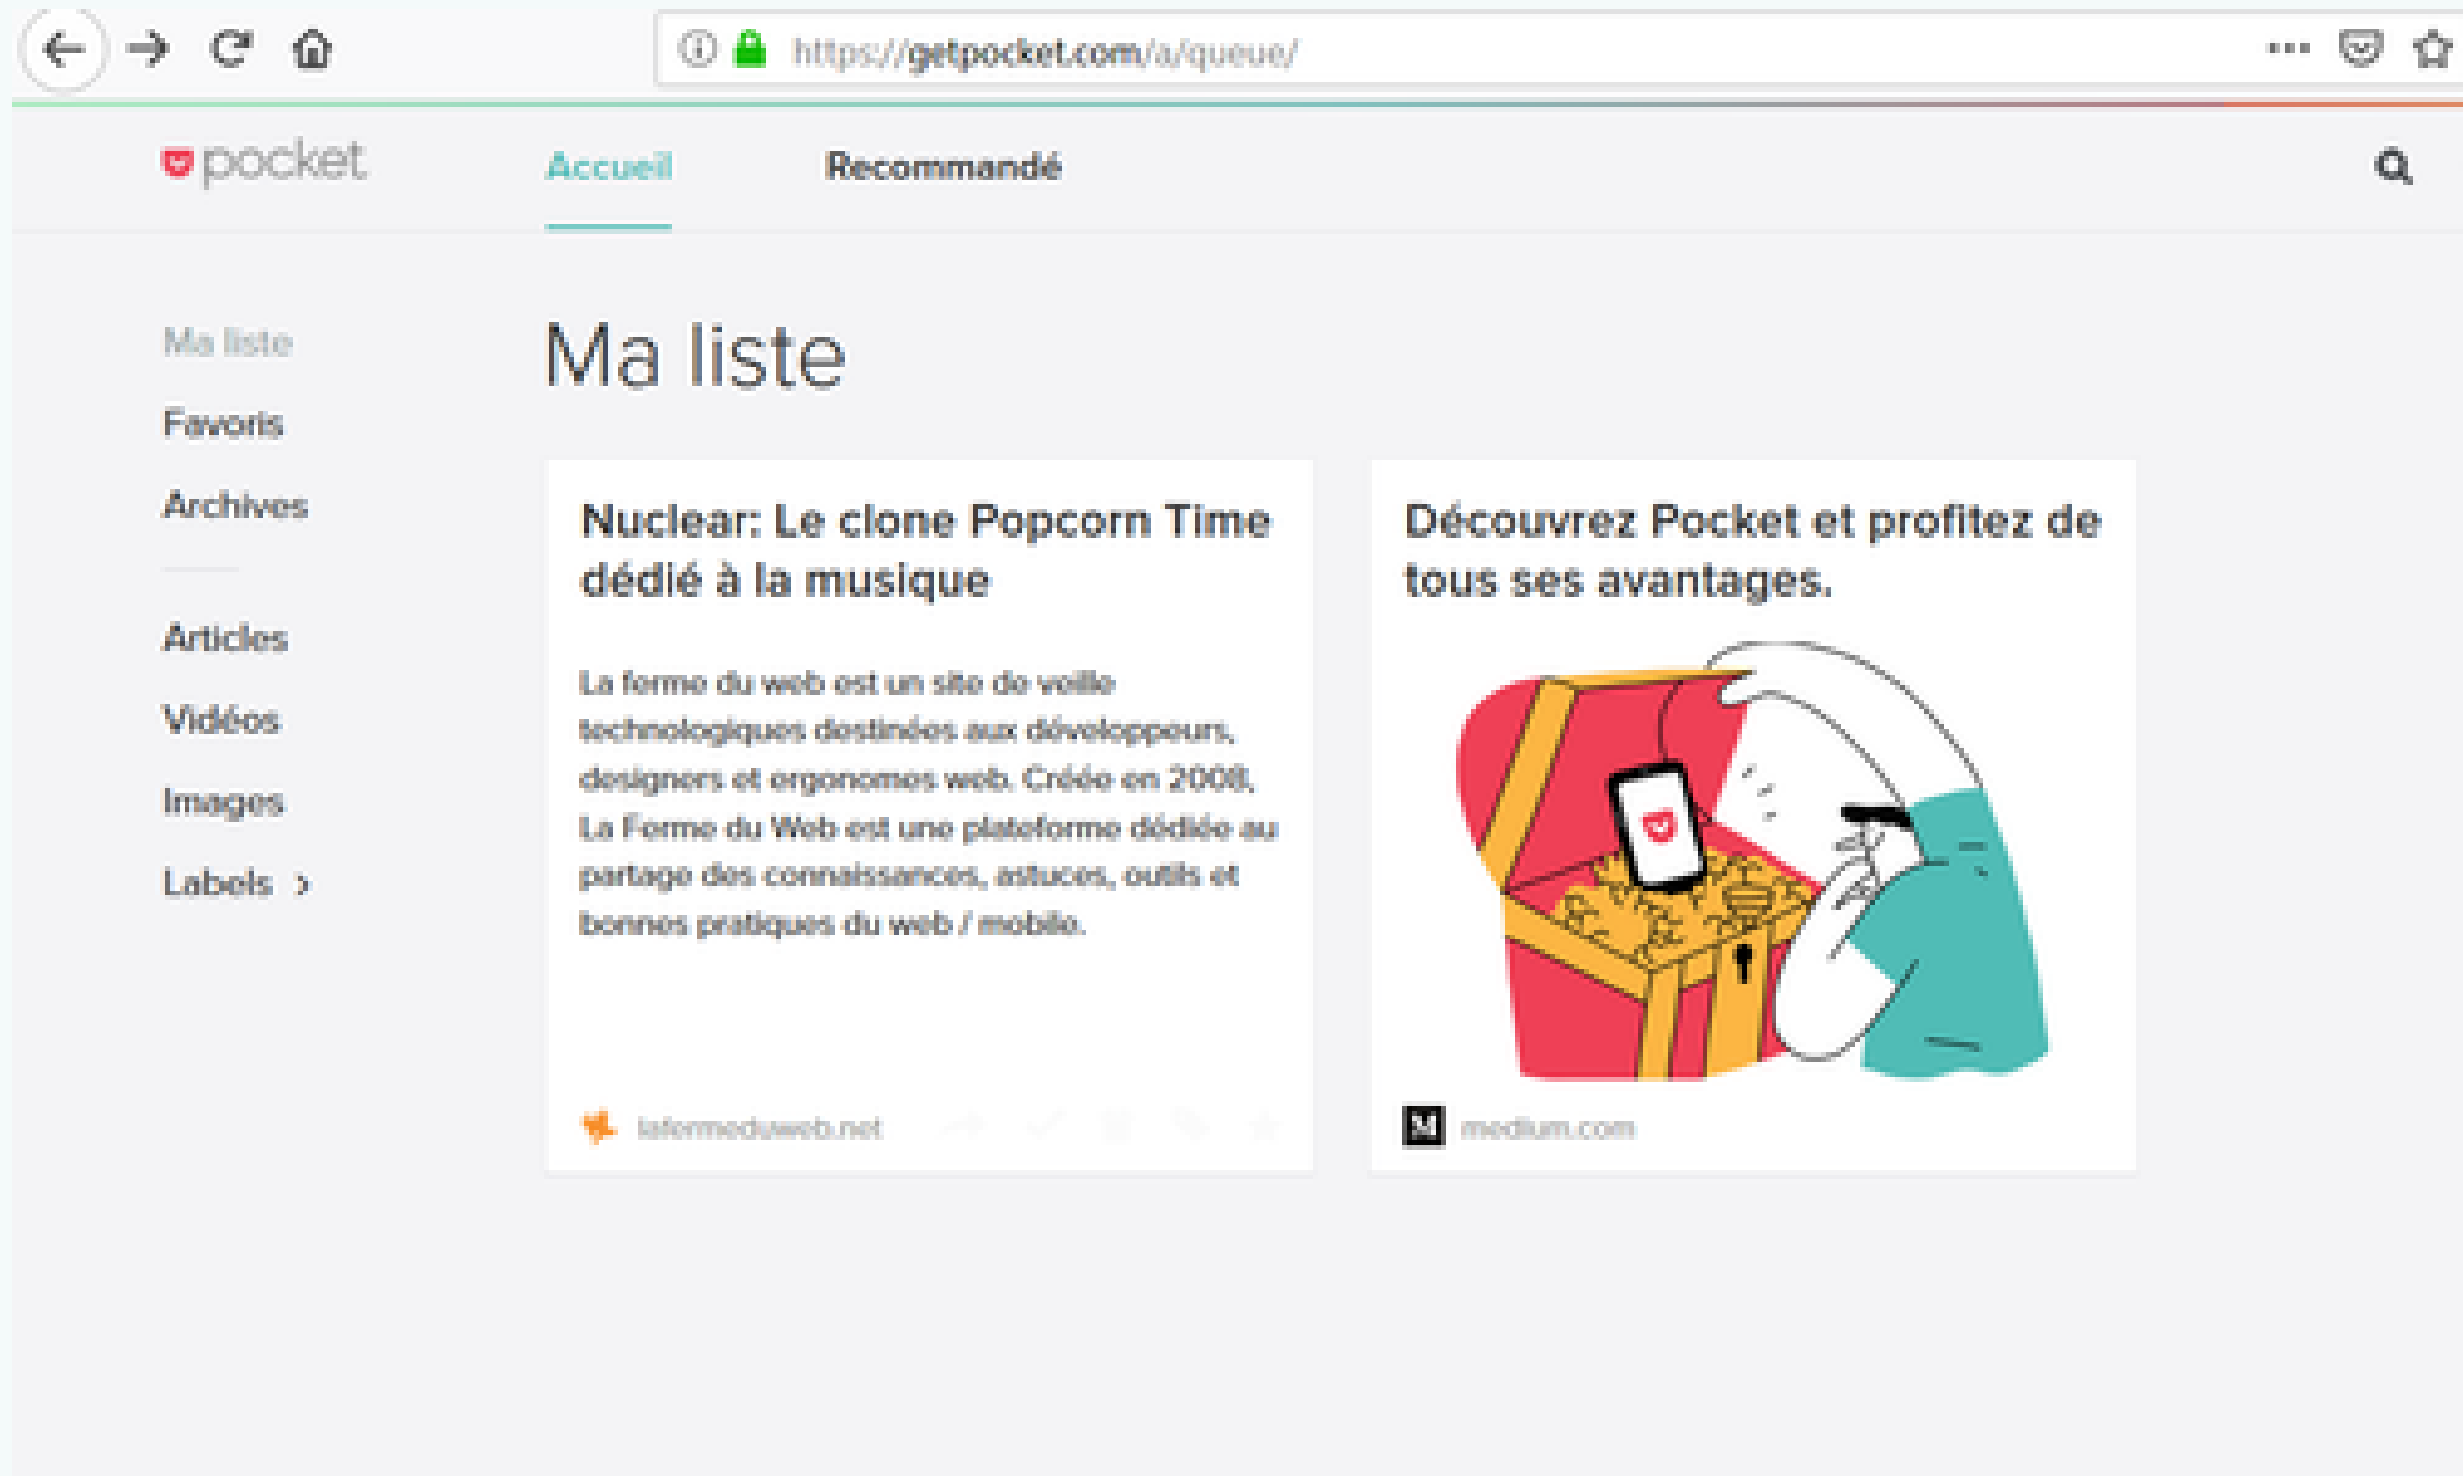 https://getpocket.com/a/queue/
pocket
Accueil
Recommandé
Ma liste
Favoris
Archives
Articles
Vidéos
Images
Labels >
Ma liste
Nuclear: Le clone Popcorn Time
dédié à la musique
La ferme du web est un site de veille
technologiques destinées aux développeurs,
designers et ergonomes web. Créée en 2008,
La Ferme du Web est une plateforme dédiée au
partage des connaissances, astuces, outils et
bonnes pratiques du web / mobile.
lafermeduweb.net
Découvrez Pocket et profitez de
tous ses avantages.
M medium.com